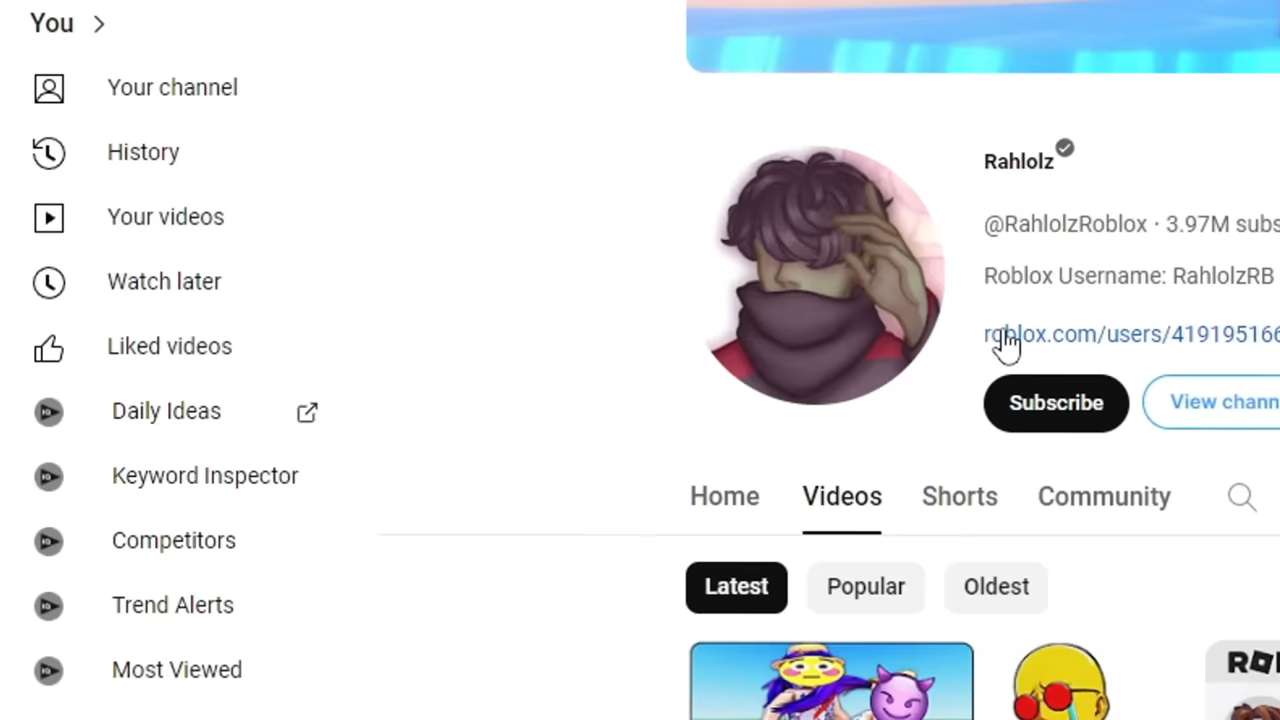 You
Your channel
History
Your videos
Watch later
Liked videos
Daily Ideas
Keyword Inspector
Competitors
Trend Alerts
Most Viewed
Rahlolz
@RahlolzRoblox · 3.97M subs
Roblox Username: RahlolzRB
roblox.com/users/419195166
Subscribe
View chann
Home Videos Shorts Community
Latest Popular Oldest